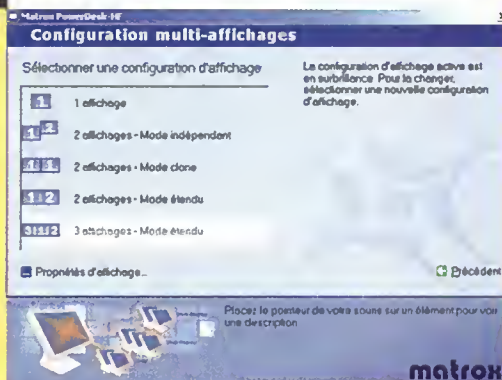 Matrox PowerDesk-HF
Configuration multi-affichages
Sélectionner une configuration d'affichage
La configuration d'affichage active est
en surbrillance. Pour la changer,
sélectionner une nouvelle configuration
d'affichage.
1
1 affichage
1 2
2 affichages - Mode indépendant
1 1
2 affichages - Mode clone
1 2
2 affichages - Mode étendu
3 1 2
3 affichages - Mode étendu
Propriétés d'affichage...
Précédent
Placez le pointeur de votre souris sur un élément pour voir
une description
matrox